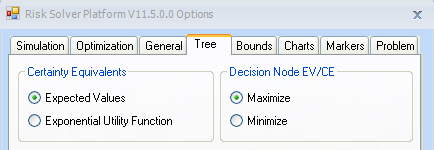 Risk Solver Platform V11.5.0.0 Options
Simulation Optimization General Tree Bounds Charts Markers Problem
Certainty Equivalents
Expected Values
Exponential Utility Function
Decision Node EV/CE
Maximize
Minimize